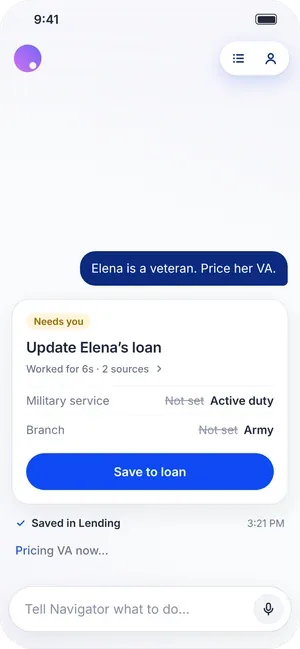 9:41
Elena is a veteran. Price her VA.
Needs you
Update Elena’s loan
Worked for 6s · 2 sources
Military service Not set Active duty
Branch Not set Army
Save to loan
Saved in Lending 3:21 PM
Pricing VA now...
Tell Navigator what to do...